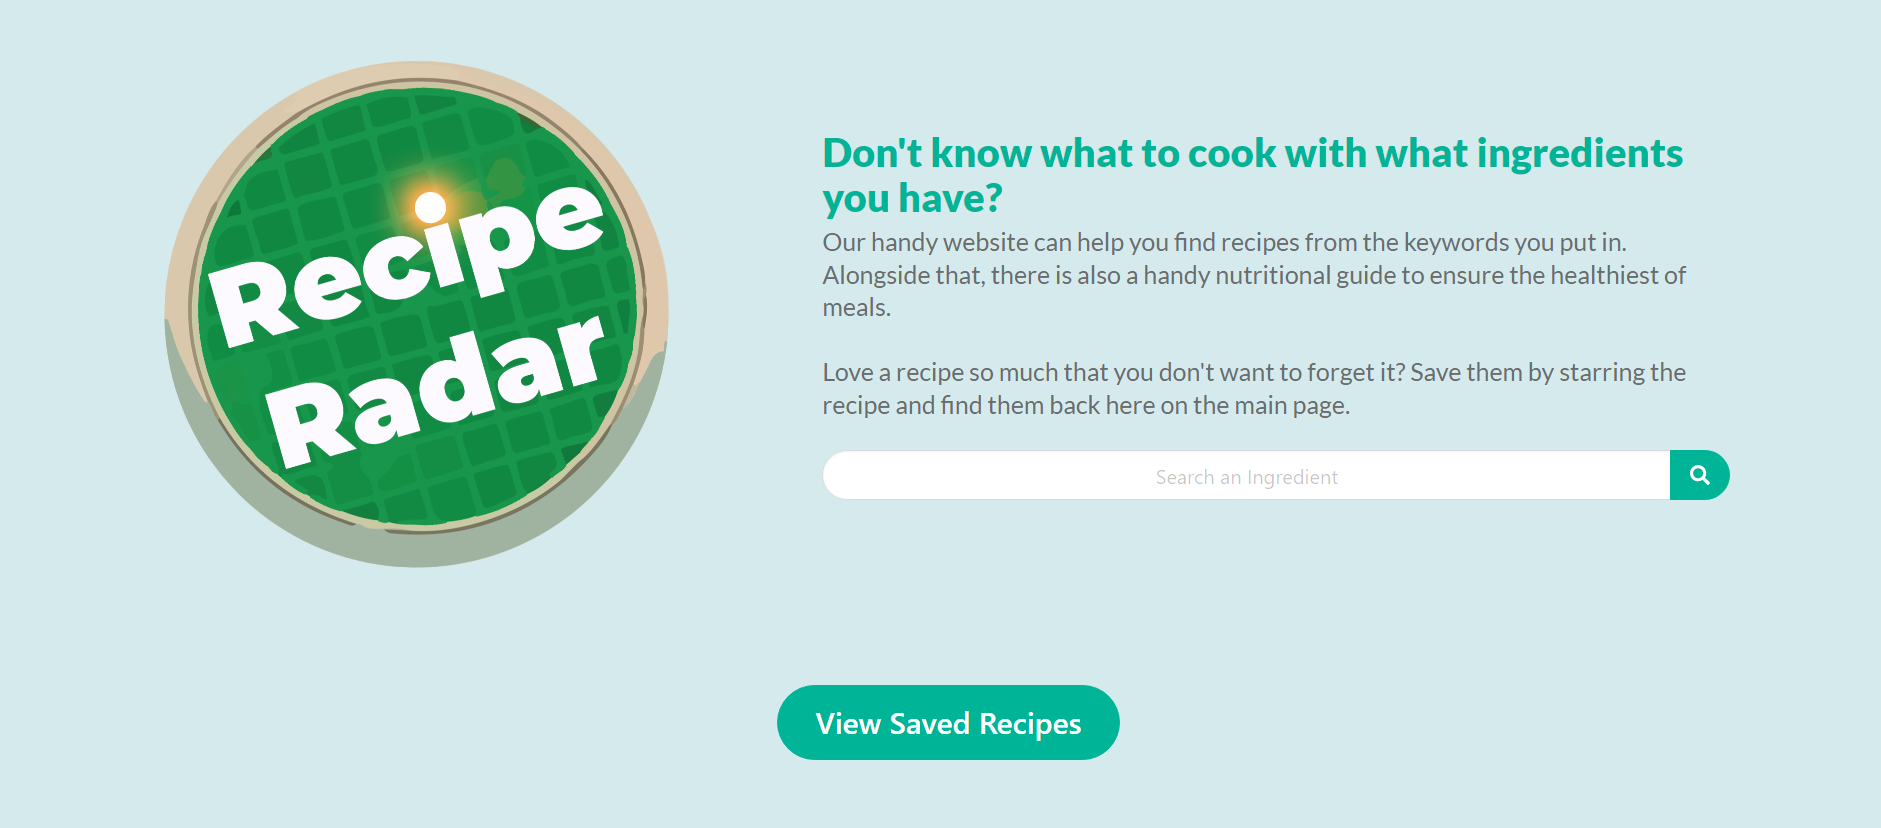 Recipe
Radar
Don't know what to cook with what ingredients
you have?
Our handy website can help you find recipes from the keywords you put in.
Alongside that, there is also a handy nutritional guide to ensure the healthiest of
meals.
Love a recipe so much that you don't want to forget it? Save them by starring the
recipe and find them back here on the main page.
Search an Ingredient
View Saved Recipes